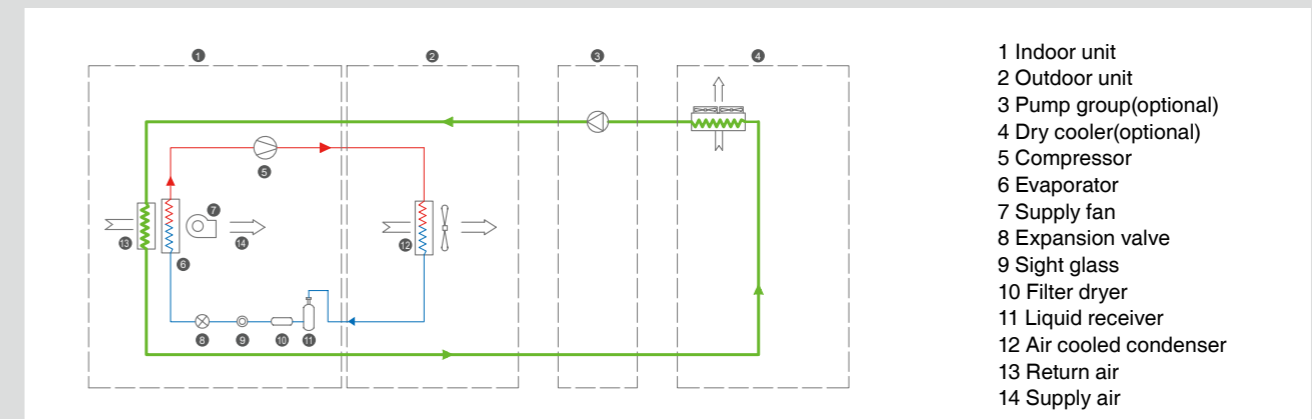 1
2
3
4
5
7
13
14
12
6
8
9
10
11
1 Indoor unit
2 Outdoor unit
3 Pump group(optional)
4 Dry cooler(optional)
5 Compressor
6 Evaporator
7 Supply fan
8 Expansion valve
9 Sight glass
10 Filter dryer
11 Liquid receiver
12 Air cooled condenser
13 Return air
14 Supply air